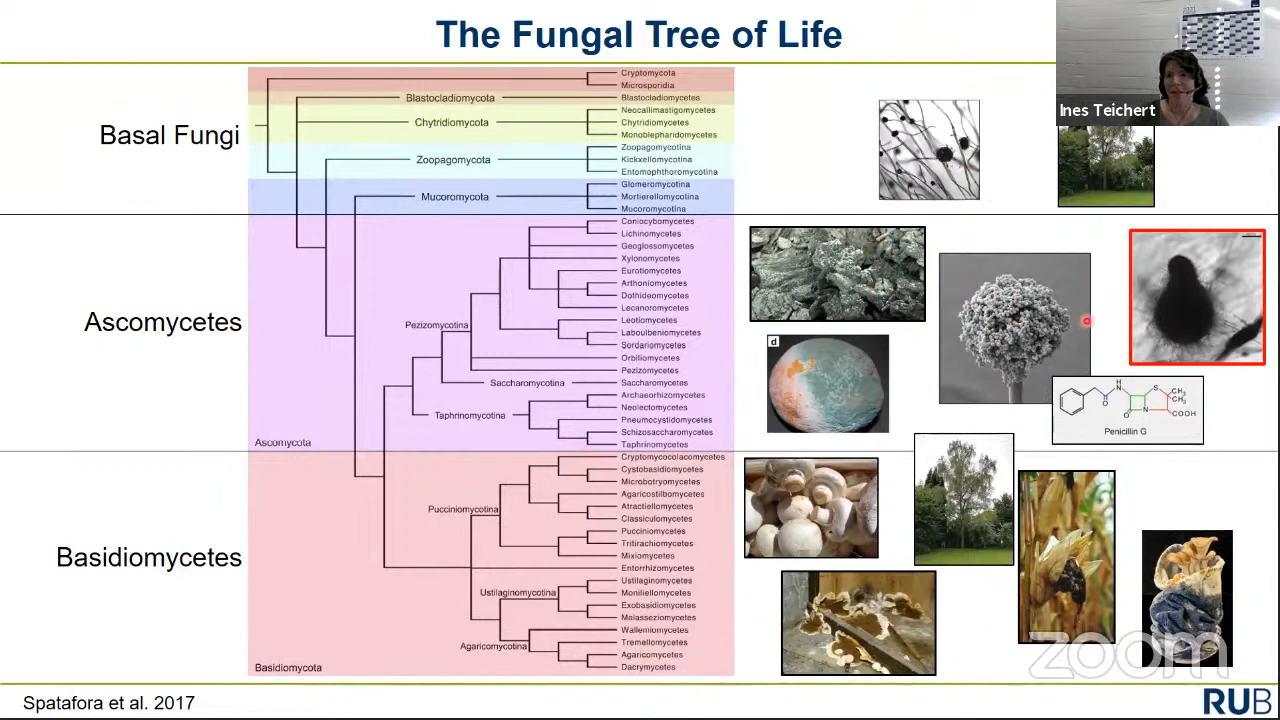 The Fungal Tree of Life
2021
Ines Teichert
Basal Fungi
Ascomycetes
Basidiomycetes
Cryptomycota
Microsporidia
Blastocladiomycota
Blastocladiomycetes
Neocallimastigomycetes
Chytridiomycota
Chytridiomycetes
Monoblepharidomycetes
Zoopagomycotina
Zoopagomycota
Kickxellomycotina
Entomophthoromycotina
Glomeromycotina
Mucoromycota
Mortierellomycotina
Mucoromycotina
Coniocybomycetes
Lichinomycetes
Geoglossomycetes
Xylonomycetes
Eurotiomycetes
Arthoniomycetes
Dothideomycetes
Lecanoromycetes
Pezizomycotina
Leotiomycetes
Laboulbeniomycetes
Sordariomycetes
Orbiliomycetes
Pezizomycetes
Saccharomycotina
Saccharomycetes
Archaeorhizomycetes
Neolectomycetes
Taphrinomycotina
Pneumocystidomycetes
Schizosaccharomycetes
Taphrinomycetes
Ascomycota
Cryptomycocolacomycetes
Cystobasidiomycetes
Microbotryomycetes
Agaricostilbomycetes
Atractiellomycetes
Pucciniomycotina
Classiculomycetes
Pucciniomycetes
Tritirachiomycetes
Mixiomycetes
Entorrhizomycetes
Ustilaginomycetes
Ustilaginomycotina
Moniliellomycetes
Exobasidiomycetes
Malasseziomycetes
Wallemiomycetes
Tremellomycetes
Agaricomycotina
Agaricomycetes
Dacrymycetes
Basidiomycota
d
H
N
S
CH3
CH3
O
O
N
COOH
Penicillin G
zoom
Spatafora et al. 2017
RUB